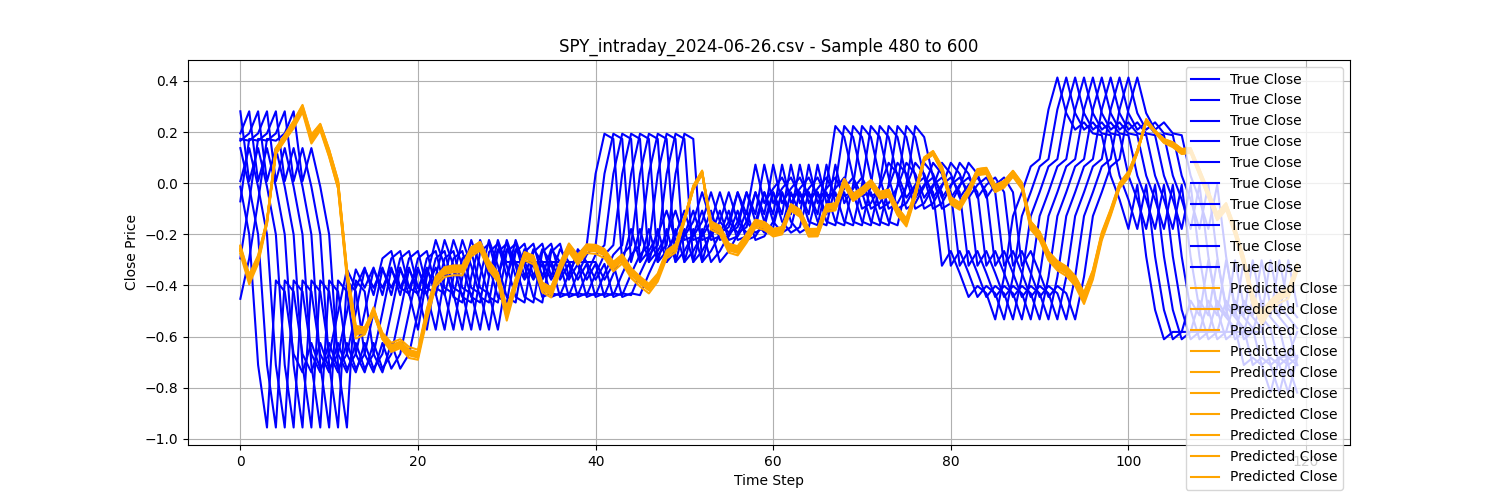 SPY_intraday_2024-06-26.csv - Sample 480 to 600
Close Price
0.4
0.2
0.0
−0.2
−0.4
−0.6
−0.8
−1.0
True Close
True Close
True Close
True Close
True Close
True Close
True Close
True Close
True Close
True Close
Predicted Close
Predicted Close
Predicted Close
Predicted Close
Predicted Close
Predicted Close
Predicted Close
Predicted Close
Predicted Close
Predicted Close
0 20 40 60 80 100 120
Time Step